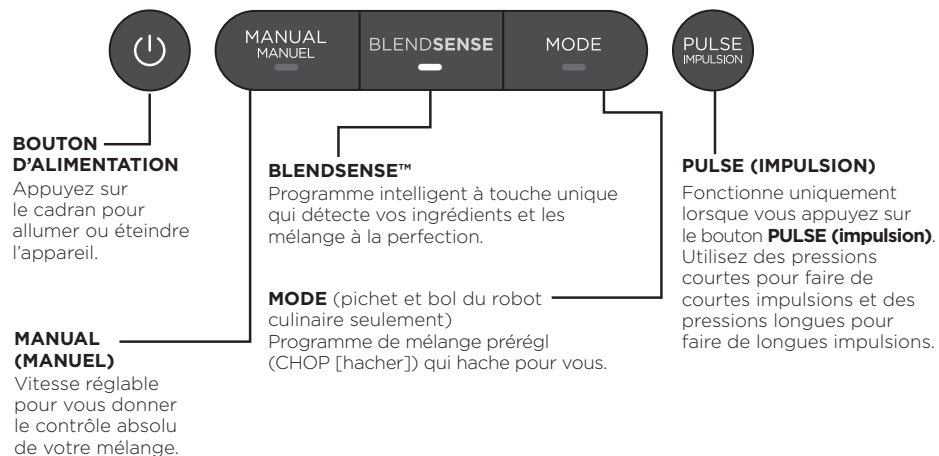 MANUAL
MANUEL
BLENDSENSE
MODE
PULSE
IMPULSION
BOUTON
D'ALIMENTATION
Appuyez sur
le cadran pour
allumer ou éteindre
l'appareil.
MANUAL
(MANUEL)
Vitesse réglable
pour vous donner
le contrôle absolu
de votre mélange.
BLENDSENSE™
Programme intelligent à touche unique
qui détecte vos ingrédients et les
mélange à la perfection.
MODE (pichet et bol du robot
culinaire seulement)
Programme de mélange prérégl
(CHOP [hacher]) qui hache pour vous.
PULSE (IMPULSION)
Fonctionne uniquement
lorsque vous appuyez sur
le bouton PULSE (impulsion).
Utilisez des pressions
courtes pour faire de
courtes impulsions et des
pressions longues pour
faire de longues impulsions.